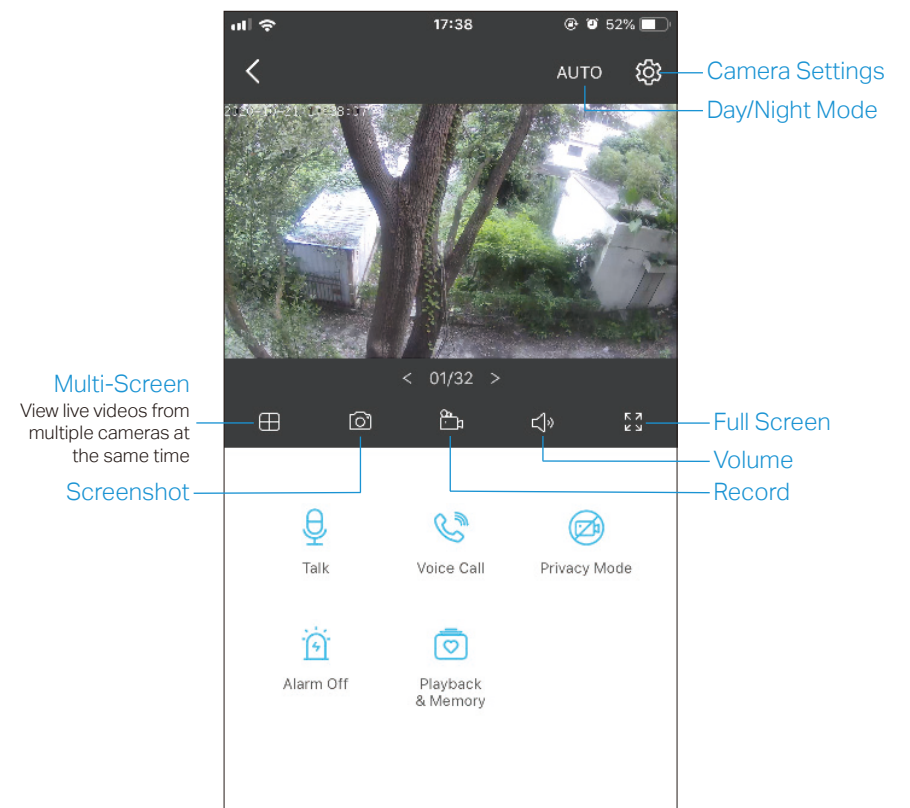 17:38
52%
AUTO
Camera Settings
Day/Night Mode
< 01/32 >
Multi-Screen
View live videos from
multiple cameras at
the same time
Full Screen
Volume
Screenshot
Record
Talk
Voice Call
Privacy Mode
Alarm Off
Playback
& Memory